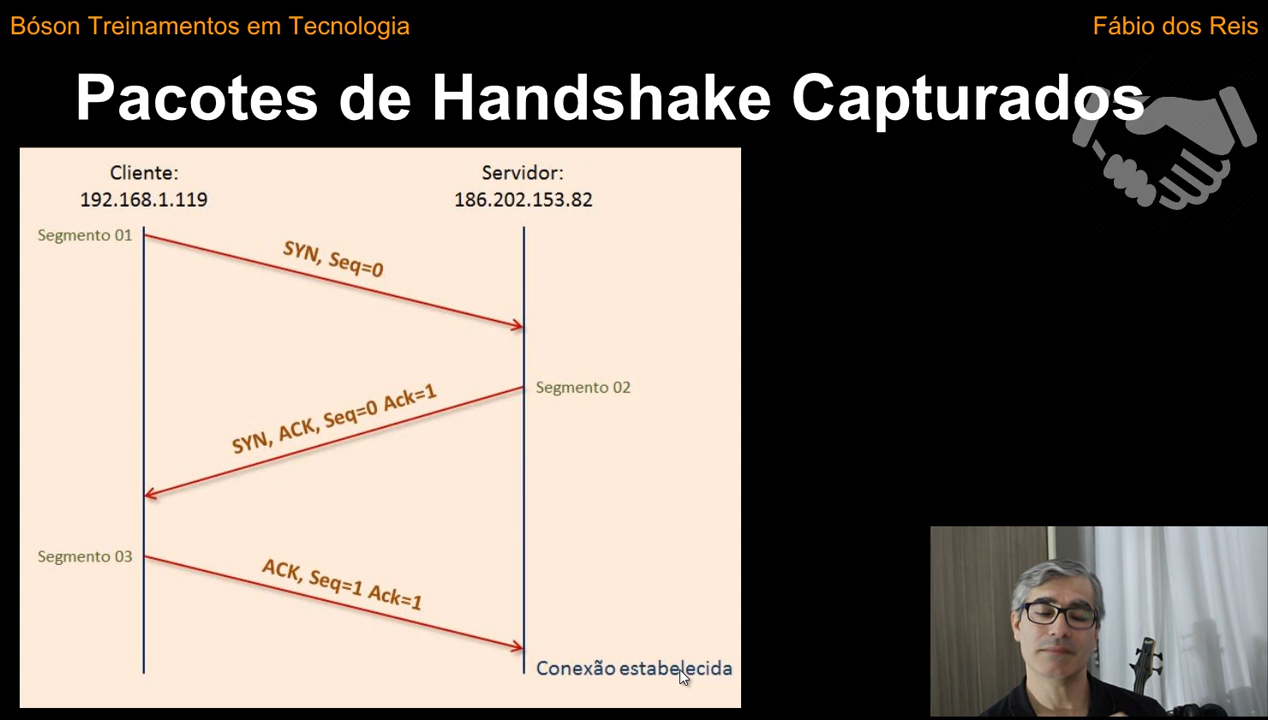 Bóson Treinamentos em Tecnologia
Fábio dos Reis
Pacotes de Handshake Capturados
Cliente:
192.168.1.119
Servidor:
186.202.153.82
Segmento 01
SYN, Seq=0
Segmento 02
SYN, ACK, Seq=0 Ack=1
Segmento 03
ACK, Seq=1 Ack=1
Conexão estabelecida